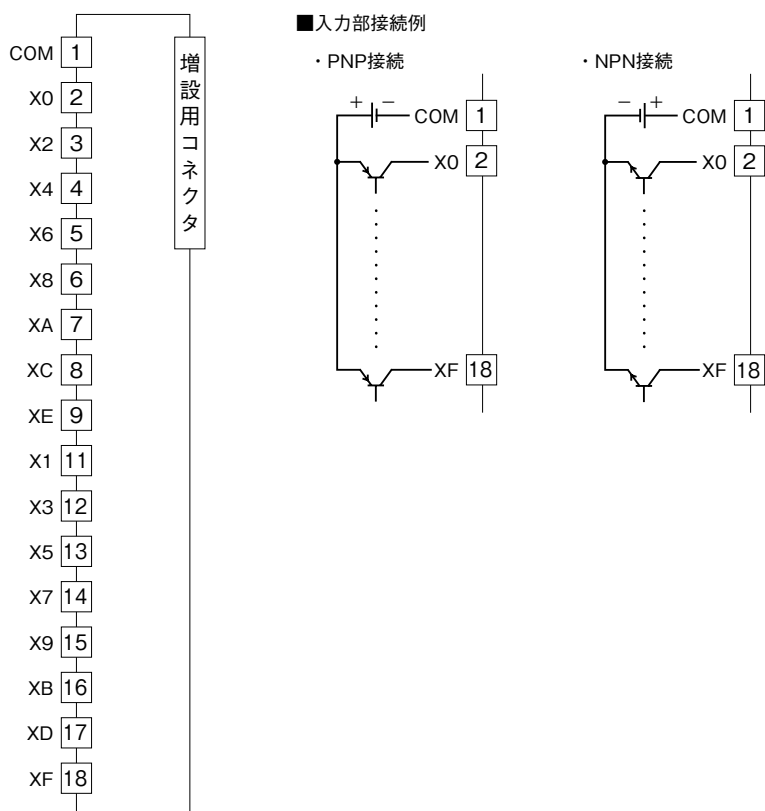 COM 1
X0 2
X2 3
X4 4
X6 5
X8 6
XA 7
XC 8
XE 9
X1 11
X3 12
X5 13
X7 14
X9 15
XB 16
XD 17
XF 18
増設用コネクタ
■入力部接続例
・PNP接続
+ − COM 1
X0 2
XF 18
・NPN接続
− + COM 1
X0 2
XF 18